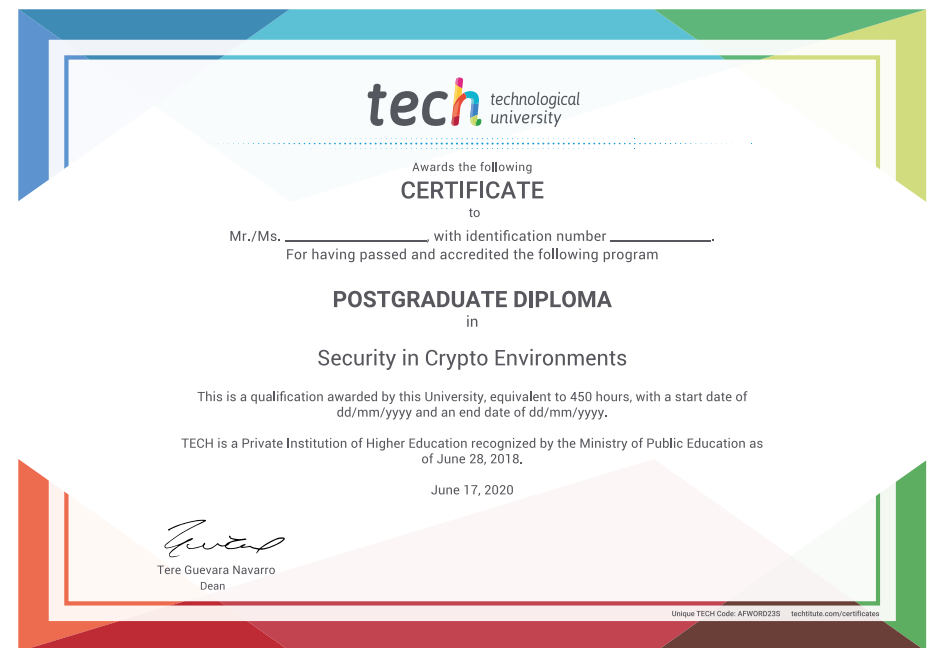 tech technological
university
Awards the following
CERTIFICATE
to
Mr./Ms. ________________, with identification number ____________.
For having passed and accredited the following program
POSTGRADUATE DIPLOMA
in
Security in Crypto Environments
This is a qualification awarded by this University, equivalent to 450 hours, with a start date of
dd/mm/yyyy and an end date of dd/mm/yyyy.
TECH is a Private Institution of Higher Education recognized by the Ministry of Public Education as
of June 28, 2018.
June 17, 2020
Tere Guevara Navarro
Dean
Unique TECH Code: AFWORD23S techtitute.com/certificates